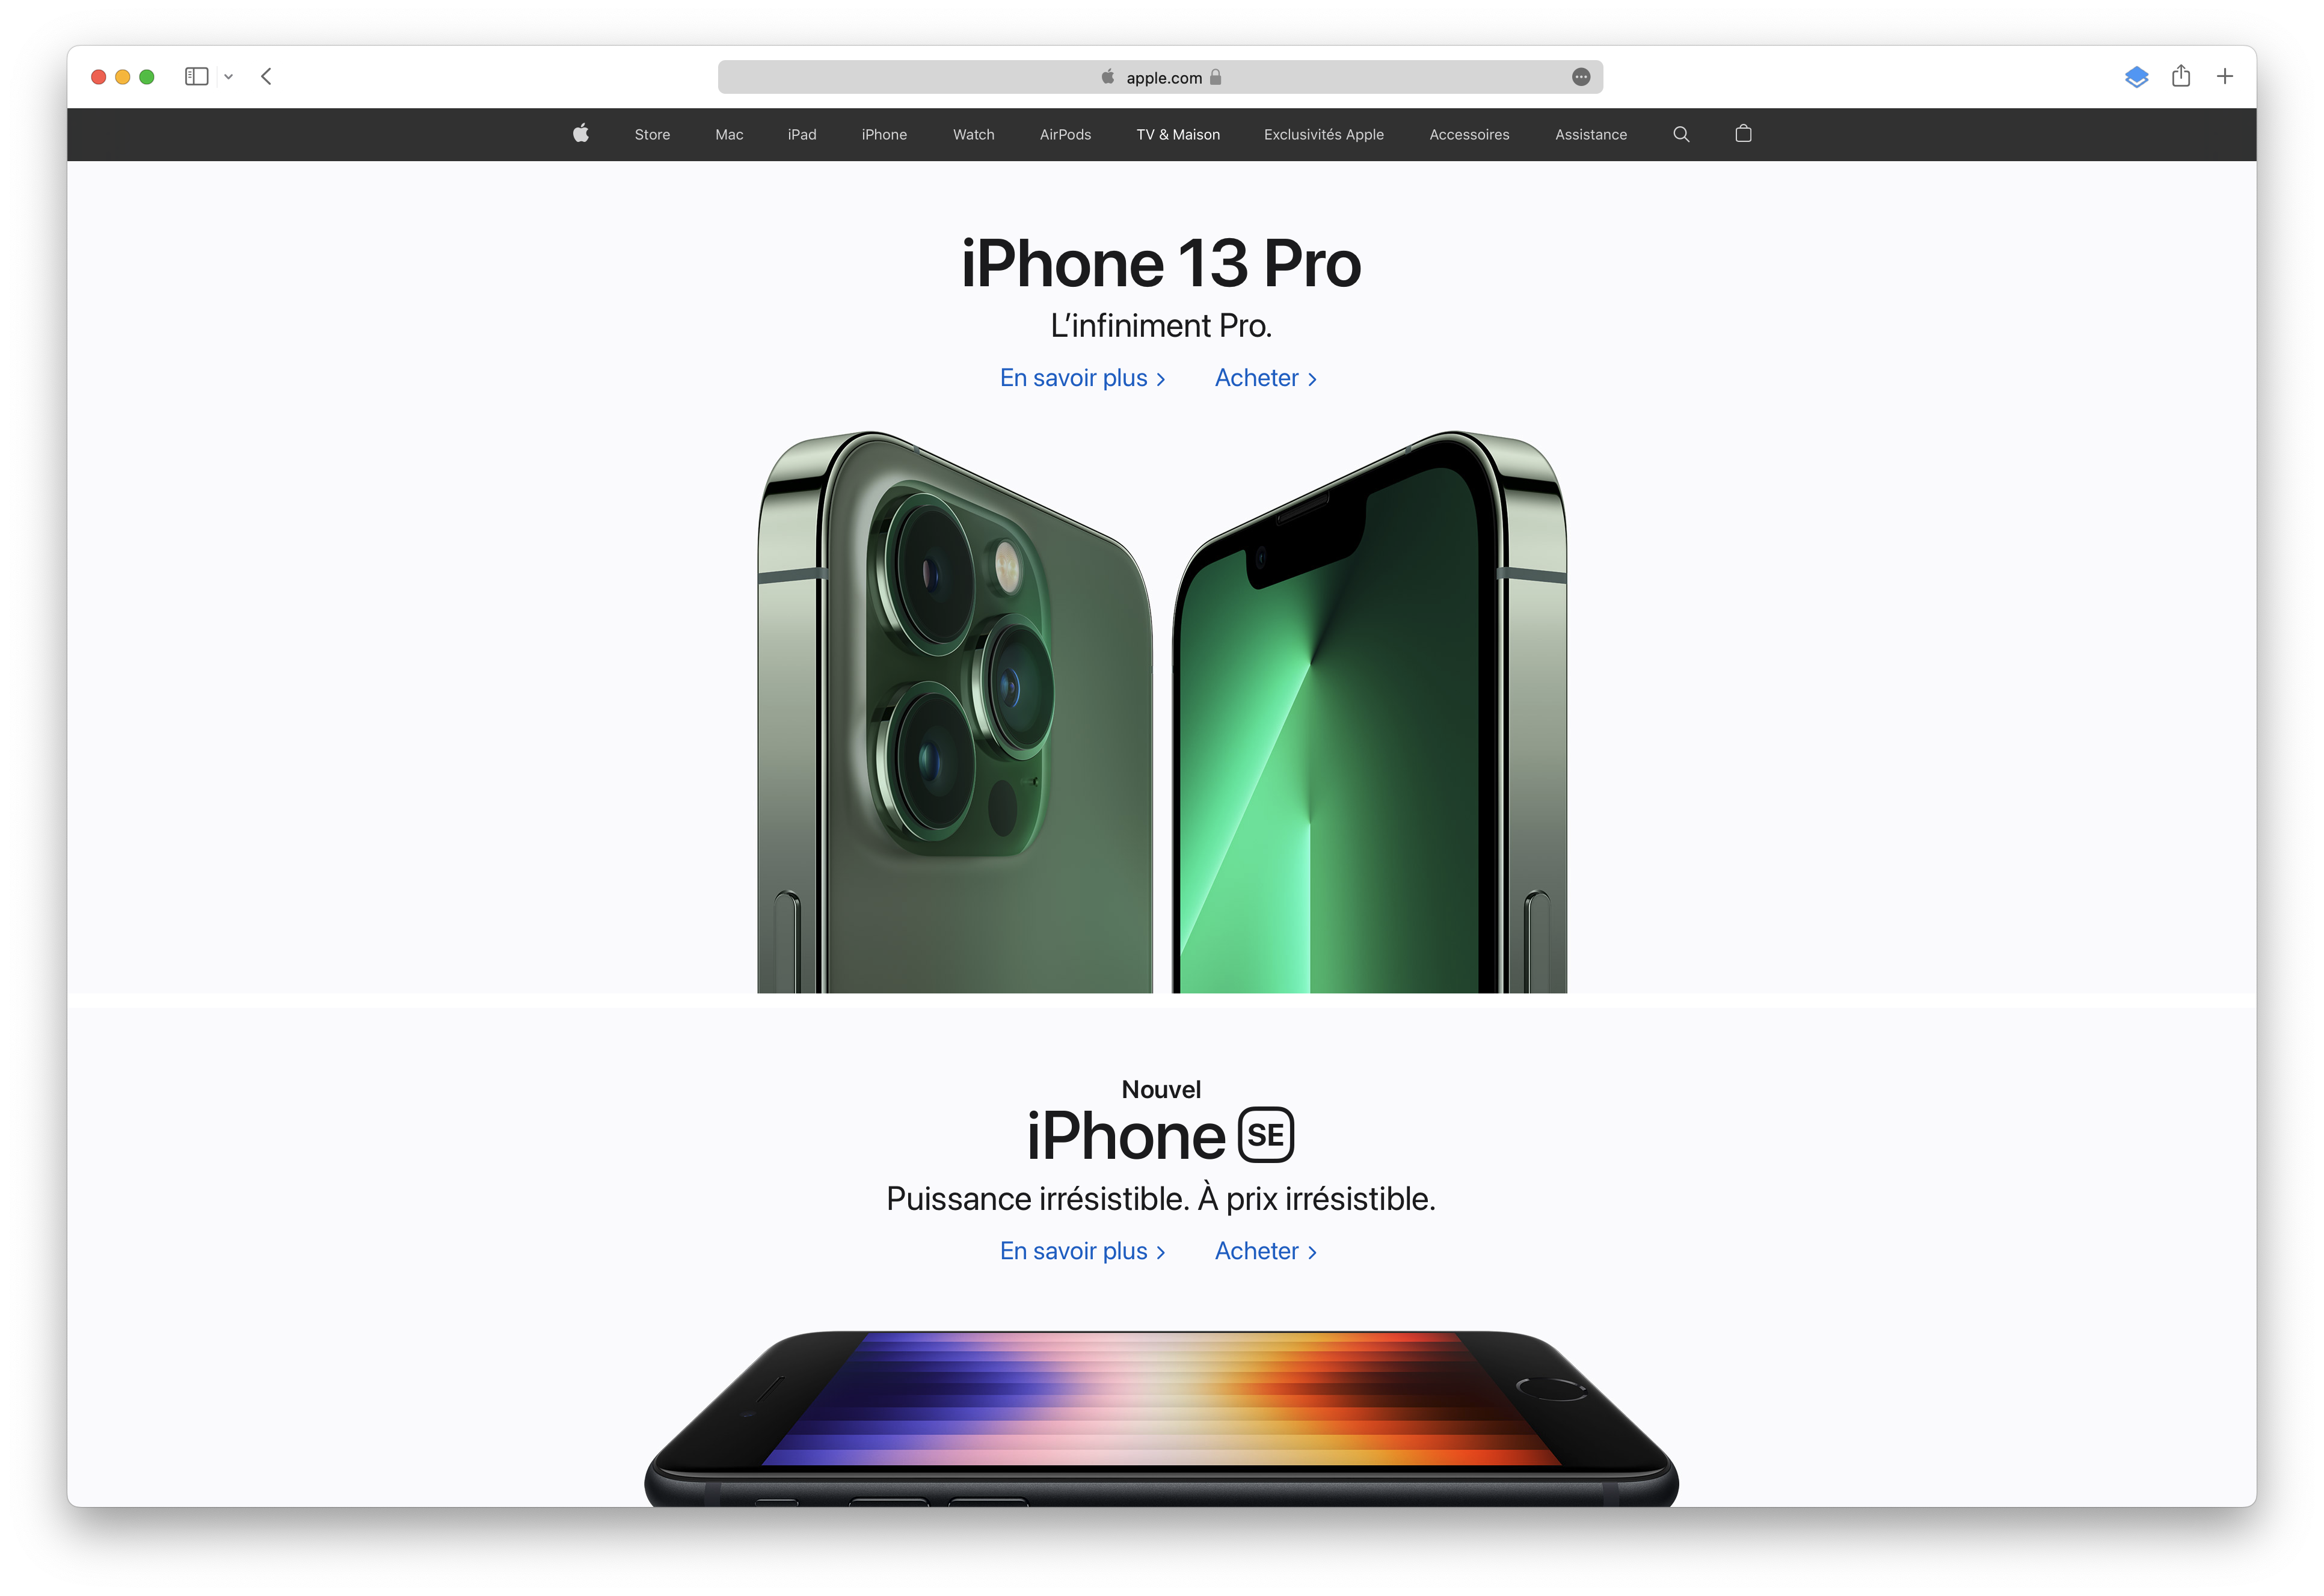 apple.com
Store Mac iPad iPhone Watch AirPods TV & Maison Exclusivités Apple Accessoires Assistance
iPhone 13 Pro
L’infiniment Pro.
En savoir plus > Acheter >
Nouvel
iPhone SE
Puissance irrésistible. À prix irrésistible.
En savoir plus > Acheter >